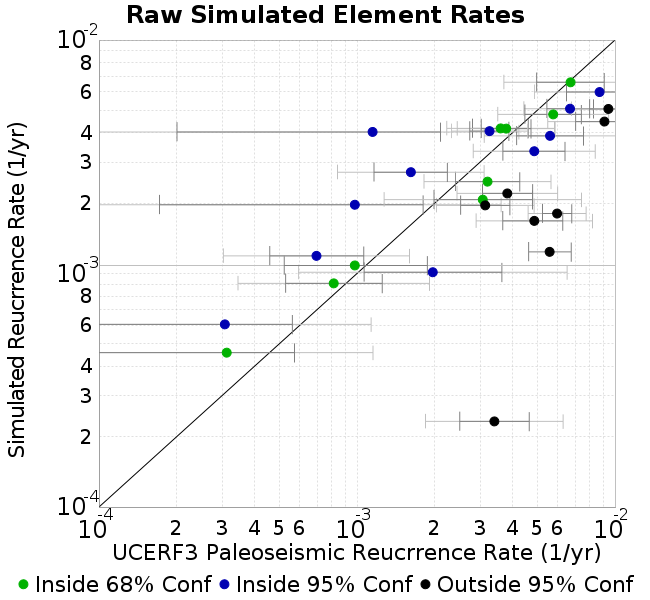 Raw Simulated Element Rates
10-2
8
6
4
3
2
10-3
8
6
4
3
2
10-4
Simulated Reucrrence Rate (1/yr)
10-4 2 3 4 5 6 10-3 2 3 4 5 6 10-2
UCERF3 Paleoseismic Reucrrence Rate (1/yr)
Inside 68% Conf Inside 95% Conf Outside 95% Conf